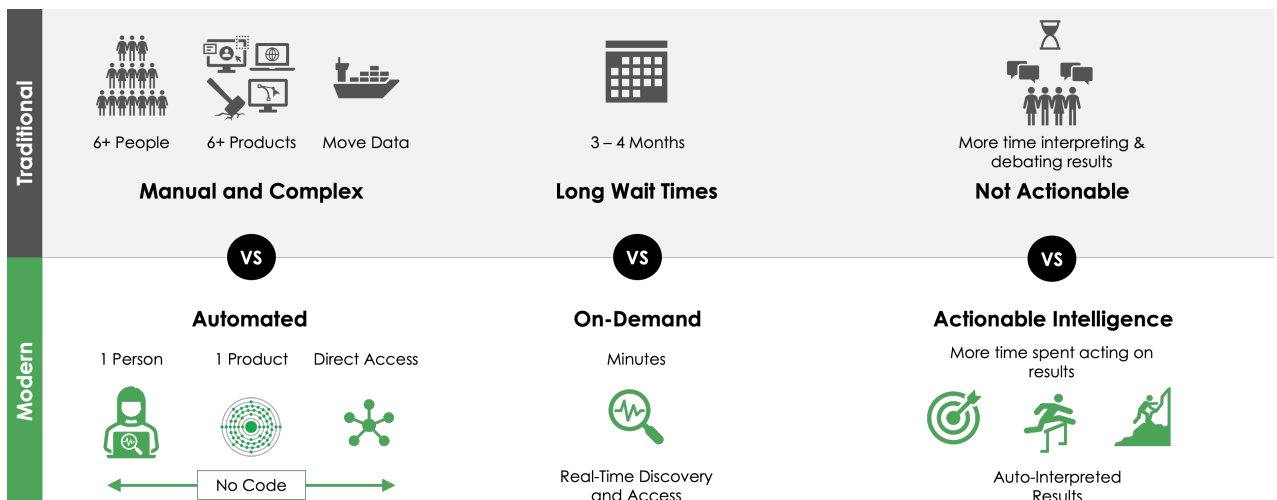 Traditional
6+ People
6+ Products
Move Data
Manual and Complex
3 – 4 Months
Long Wait Times
More time interpreting &
debating results
Not Actionable
VS
VS
VS
Modern
Automated
1 Person
1 Product
Direct Access
No Code
On-Demand
Minutes
Real-Time Discovery
and Access
Actionable Intelligence
More time spent acting on
results
Auto-Interpreted
Results